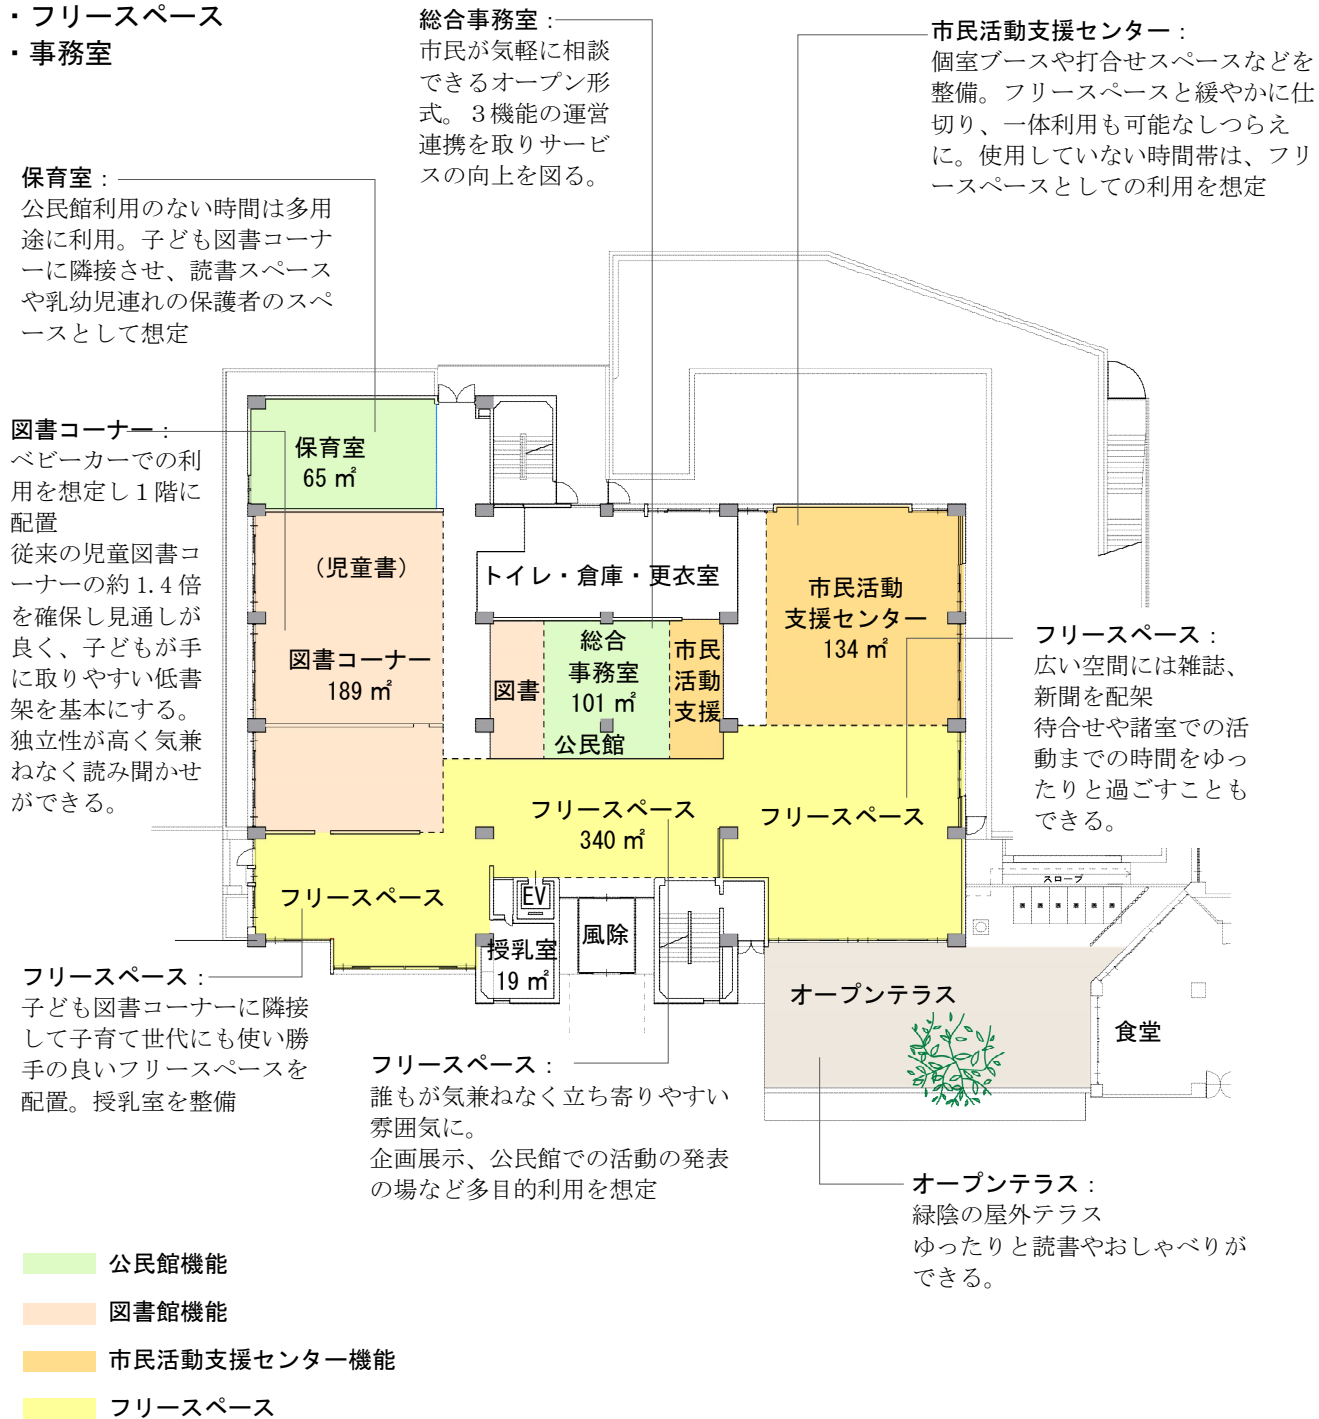 ・フリースペース
・事務室
総合事務室：
市民が気軽に相談
できるオープン形
式。３機能の運営
連携を取りサービ
スの向上を図る。
市民活動支援センター：
個室ブースや打合せスペースなどを
整備。フリースペースと緩やかに仕
切り、一体利用も可能なしつらえ
に。使用していない時間帯は、フリ
ースペースとしての利用を想定
保育室：
公民館利用のない時間は多用
途に利用。子ども図書コーナ
ーに隣接させ、読書スペース
や乳幼児連れの保護者のスペ
ースとして想定
図書コーナー：
ベビーカーでの利
用を想定し１階に
配置
従来の児童図書コ
ーナーの約 1.4 倍
を確保し見通しが
良く、子どもが手
に取りやすい低書
架を基本にする。
独立性が高く気兼
ねなく読み聞かせ
ができる。
保育室
65 ㎡
（児童書）
図書コーナー
189 ㎡
トイレ・倉庫・更衣室
図書
総合
事務室
101 ㎡
公民館
市民
活動
支援
市民活動
支援センター
134 ㎡
フリースペース：
広い空間には雑誌、
新聞を配架
待合せや諸室での活
動までの時間をゆっ
たりと過ごすことも
できる。
フリースペース
340 ㎡
フリースペース
フリースペース
EV
授乳室
19 ㎡
風除
スロープ
オープンテラス
食堂
フリースペース：
子ども図書コーナーに隣接
して子育て世代にも使い勝
手の良いフリースペースを
配置。授乳室を整備
フリースペース：
誰もが気兼ねなく立ち寄りやすい
雰囲気に。
企画展示、公民館での活動の発表
の場など多目的利用を想定
オープンテラス：
緑陰の屋外テラス
ゆったりと読書やおしゃべりが
できる。
公民館機能
図書館機能
市民活動支援センター機能
フリースペース